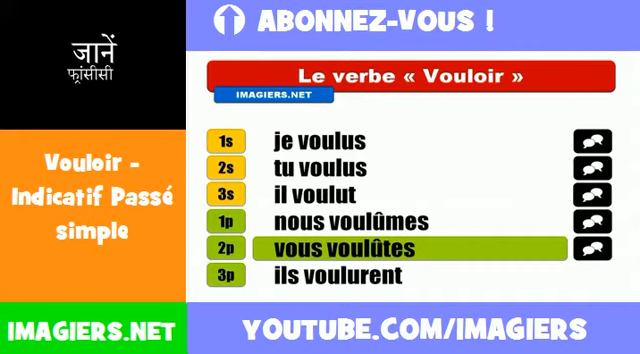 जानें
फ्रांसीसी
ABONNEZ-VOUS !
Le verbe « Vouloir »
IMAGIERS.NET
Vouloir -
Indicatif Passé
simple
1s je voulus
2s tu voulus
3s il voulut
1p nous voulûmes
2p vous voulûtes
3p ils voulurent
IMAGIERS.NET
YOUTUBE.COM/IMAGIERS